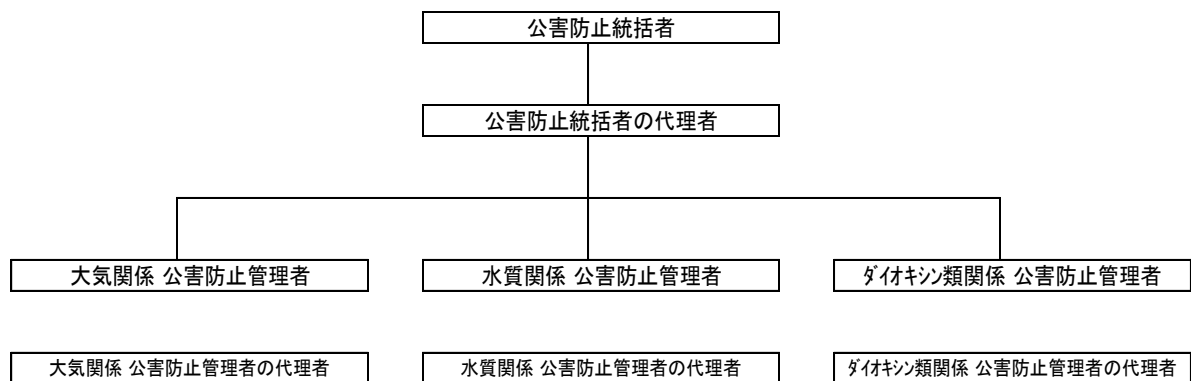 公害防止統括者
公害防止統括者の代理者
大気関係 公害防止管理者
水質関係 公害防止管理者
ﾀﾞｲｵｷｼﾝ類関係 公害防止管理者
大気関係 公害防止管理者の代理者
水質関係 公害防止管理者の代理者
ﾀﾞｲｵｷｼﾝ類関係 公害防止管理者の代理者